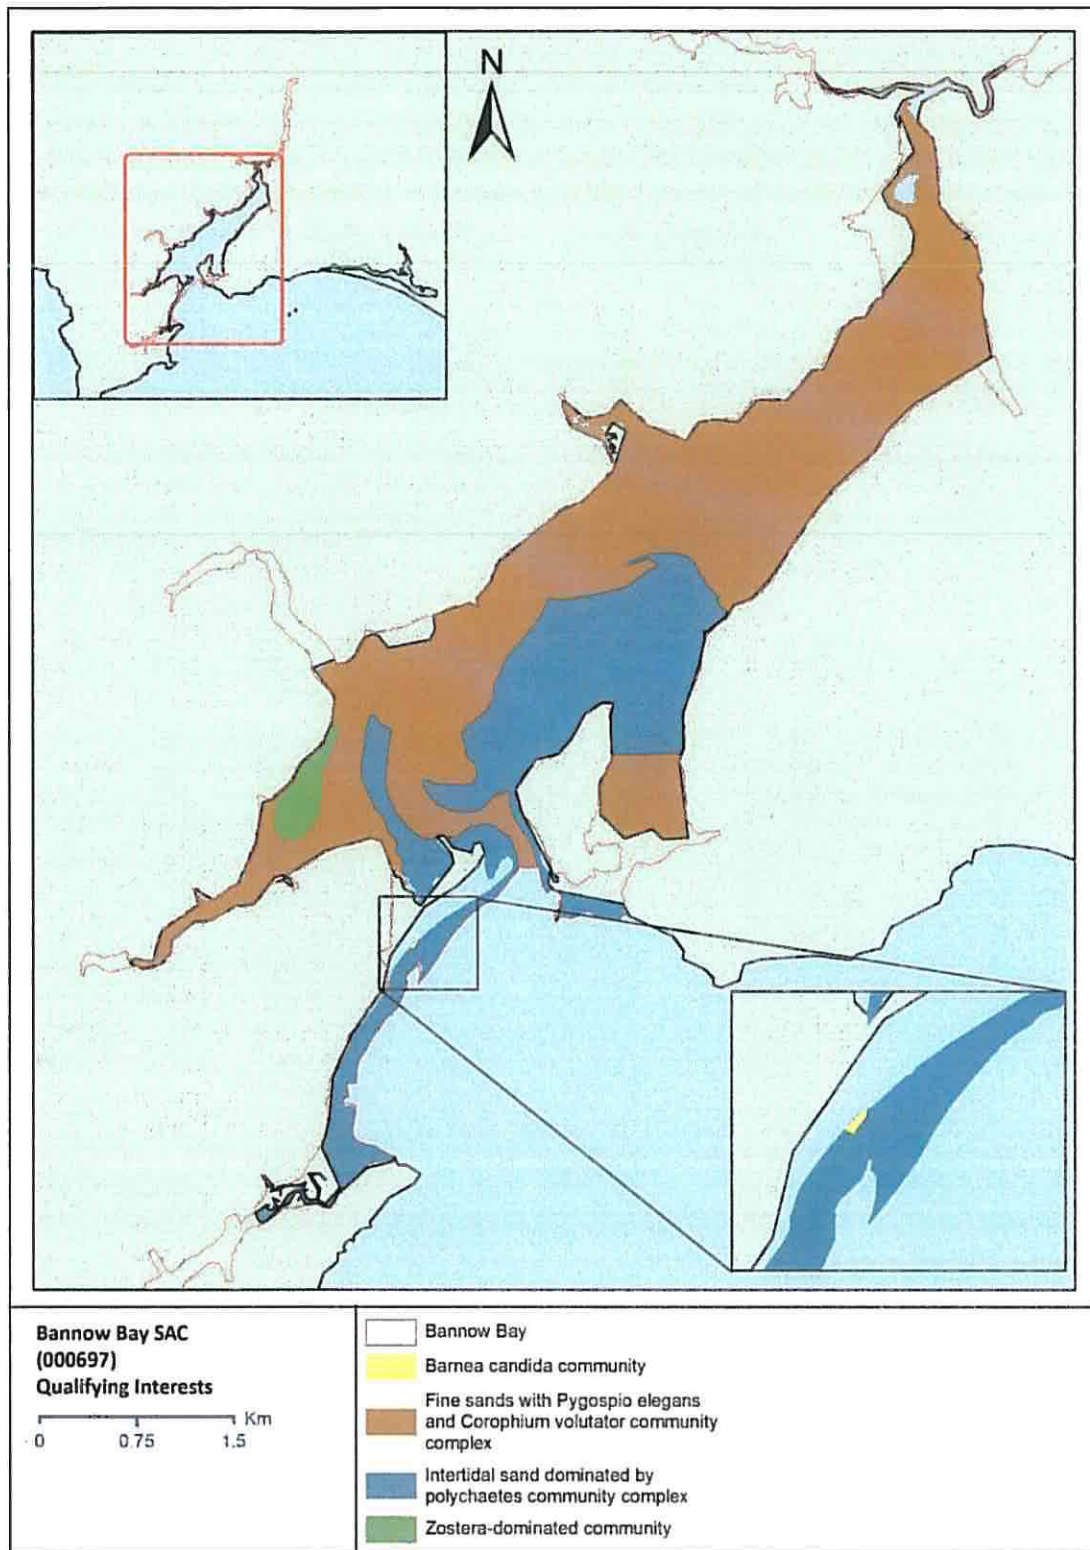 N
Bannow Bay SAC
(000697)
Qualifying Interests
Km
0 0.75 1.5
Bannow Bay
Barnea candida community
Fine sands with Pygospio elegans
and Corophium volutator community
complex
Intertidal sand dominated by
polychaetes community complex
Zostera-dominated community